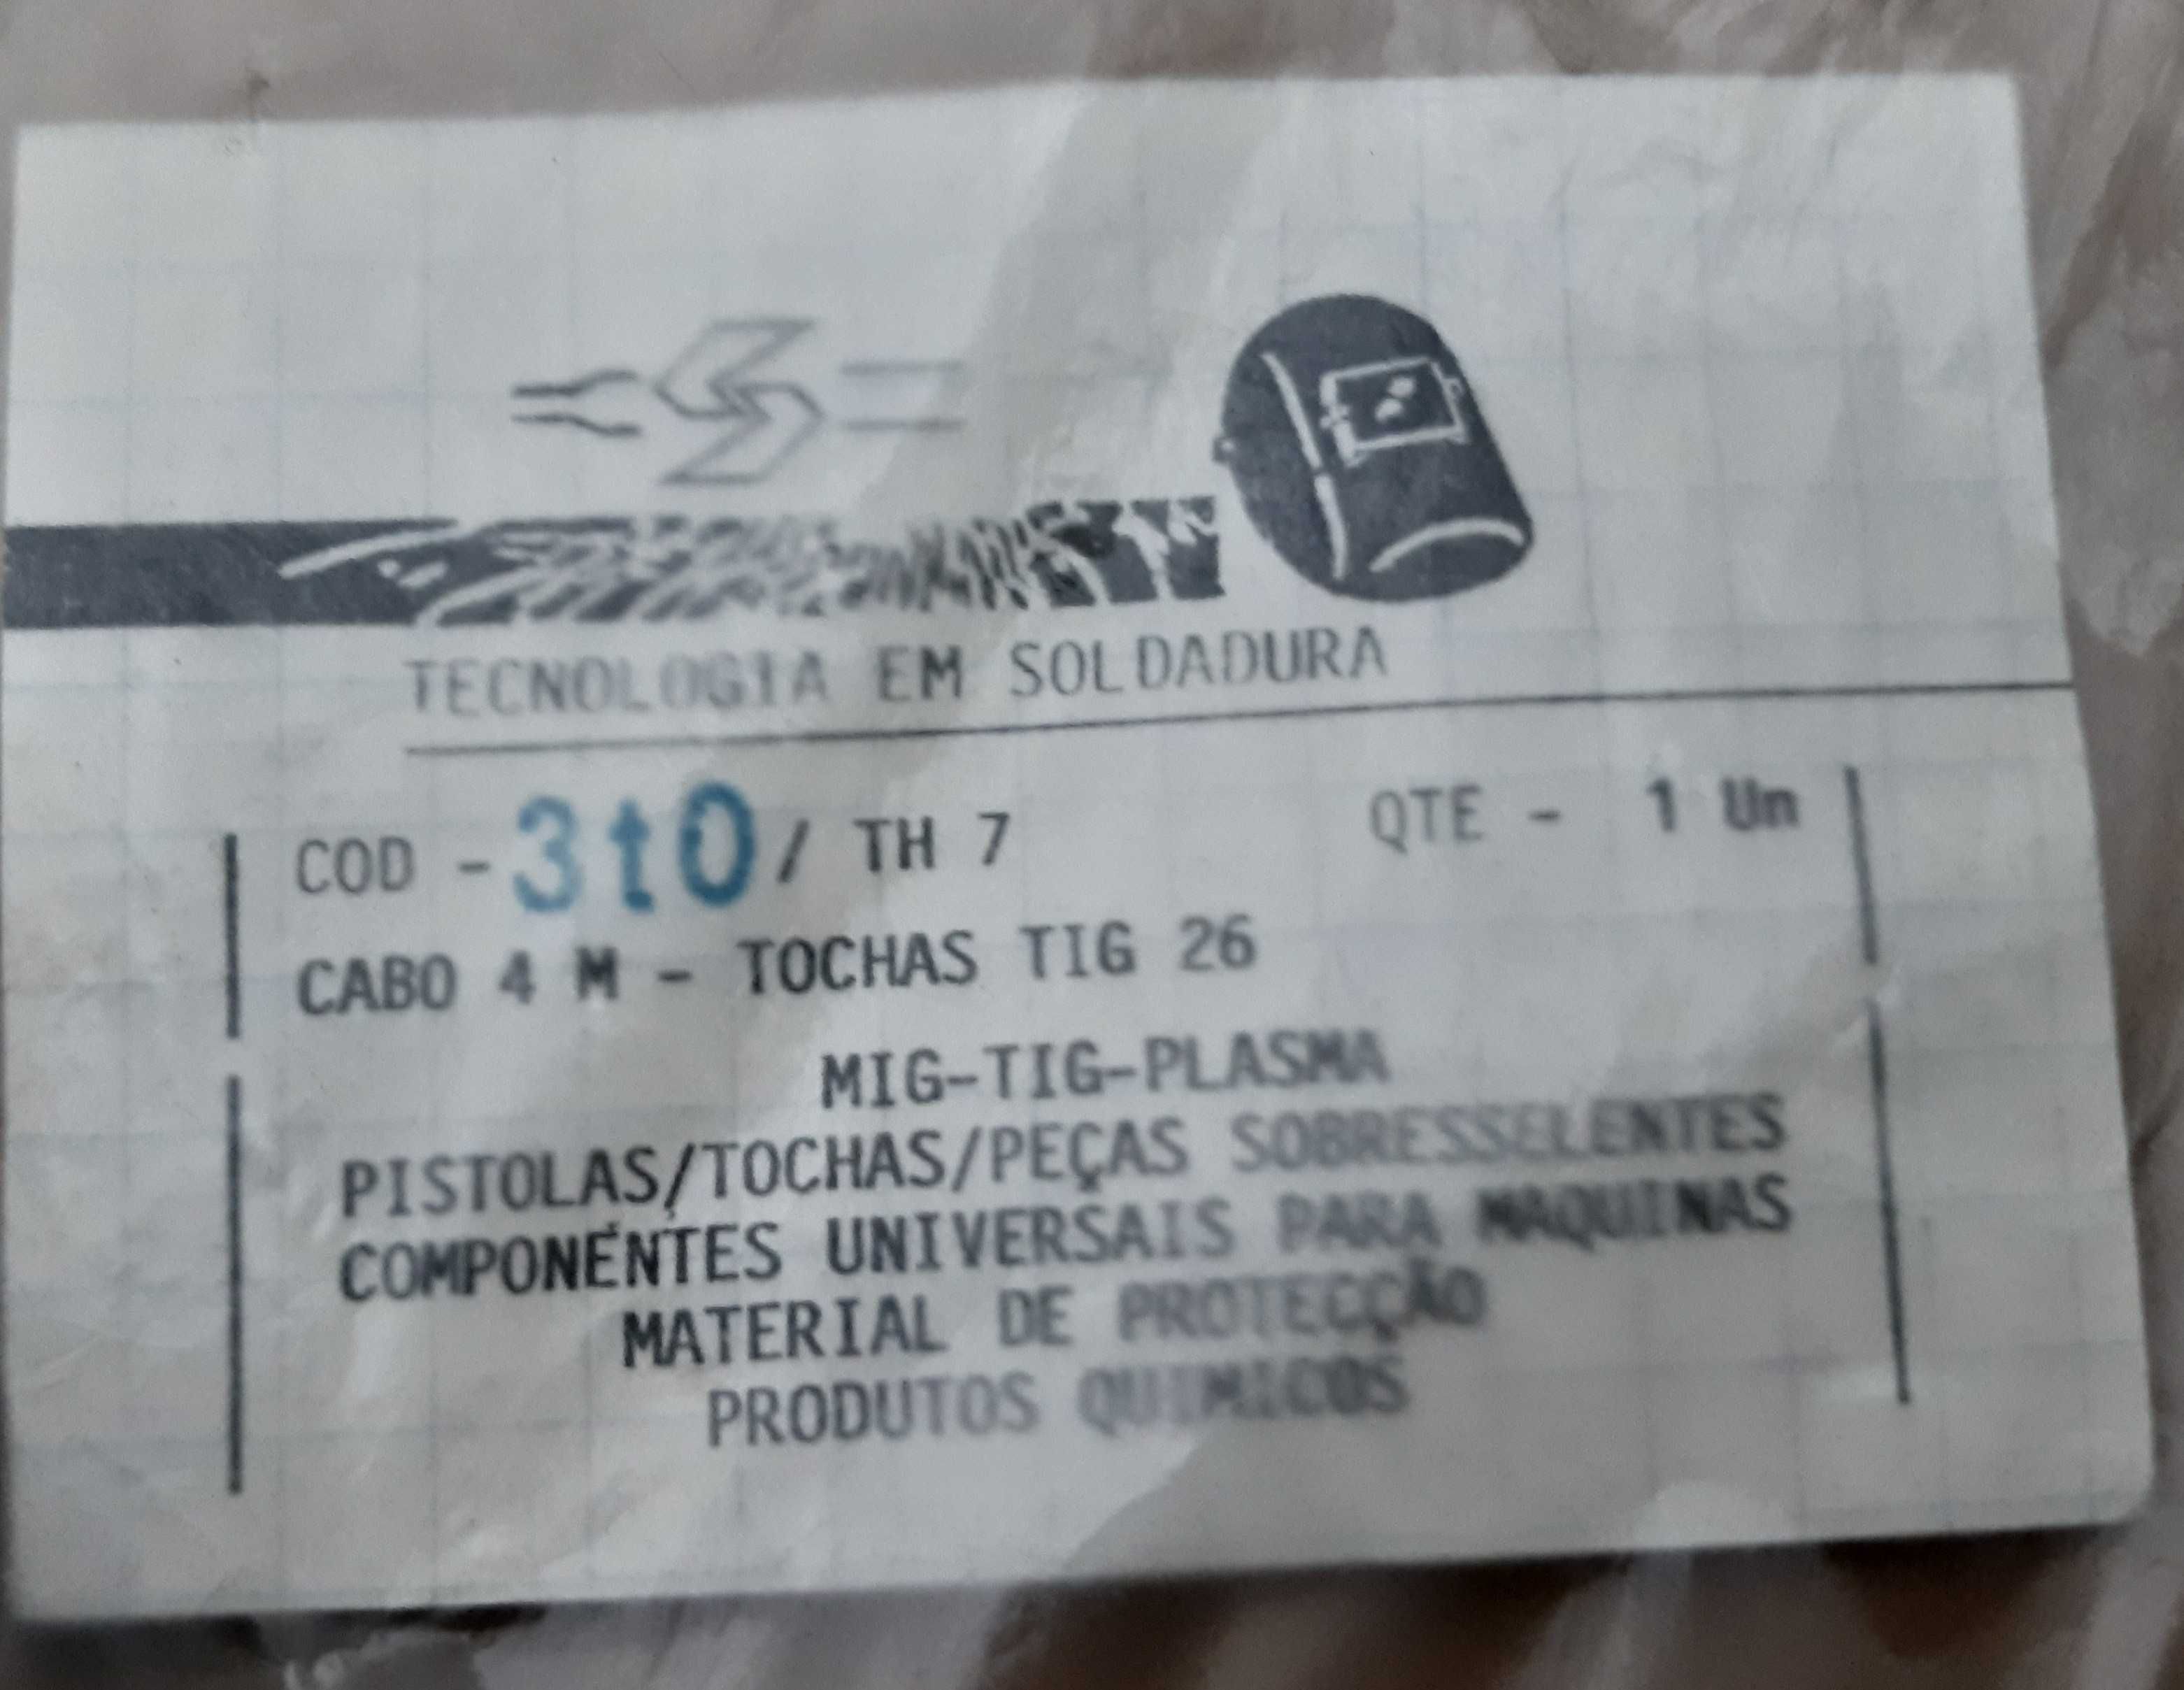 TECNOLOGIA EM SOLDADURA
COD - 3t0 / TH 7 QTE - 1 Un
CABO 4 M - TOCHAS TIG 26
MIG-TIG-PLASMA
PISTOLAS/TOCHAS/PEÇAS SOBRESSELENTES
COMPONENTES UNIVERSAIS PARA MAQUINAS
MATERIAL DE PROTECÇÃO
PRODUTOS QUIMICOS